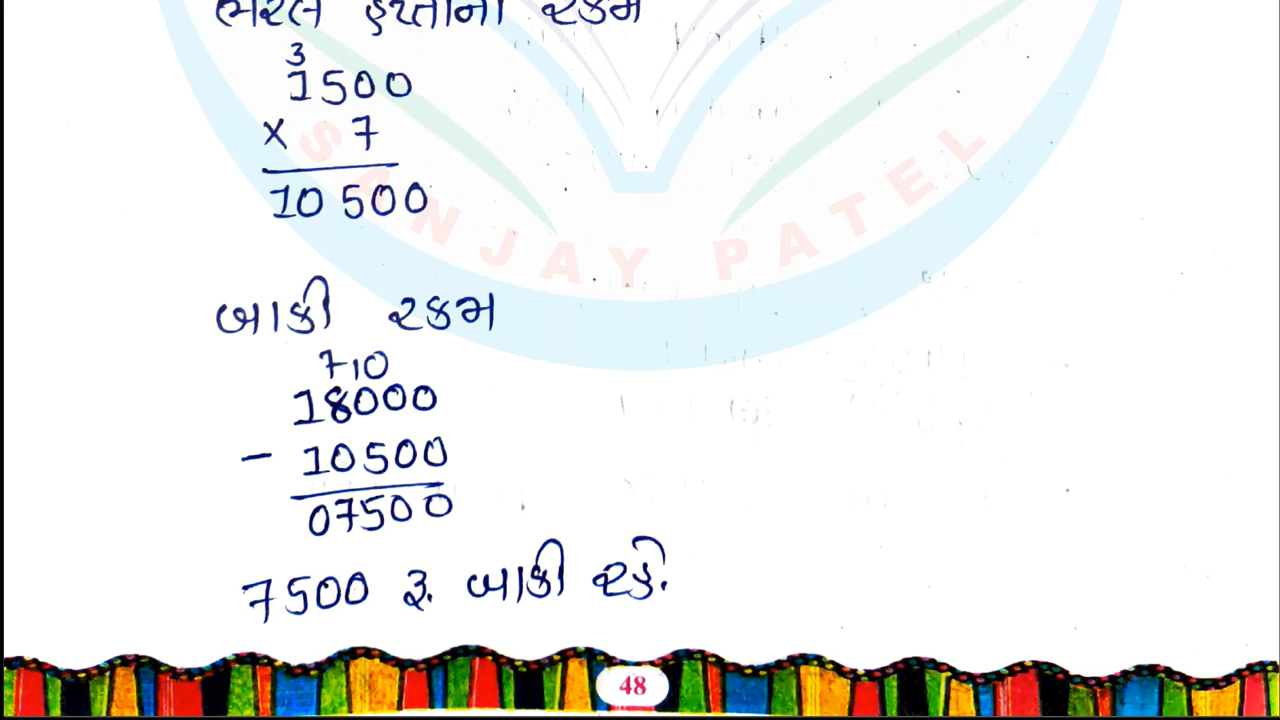 ભરેલ હપ્તાની રકમ
3
1500
× 7
10500
SANJAY PATEL
બાકી રકમ
7 10
18000
- 10500
07500
7500 રૂ. બાકી રહે.
48